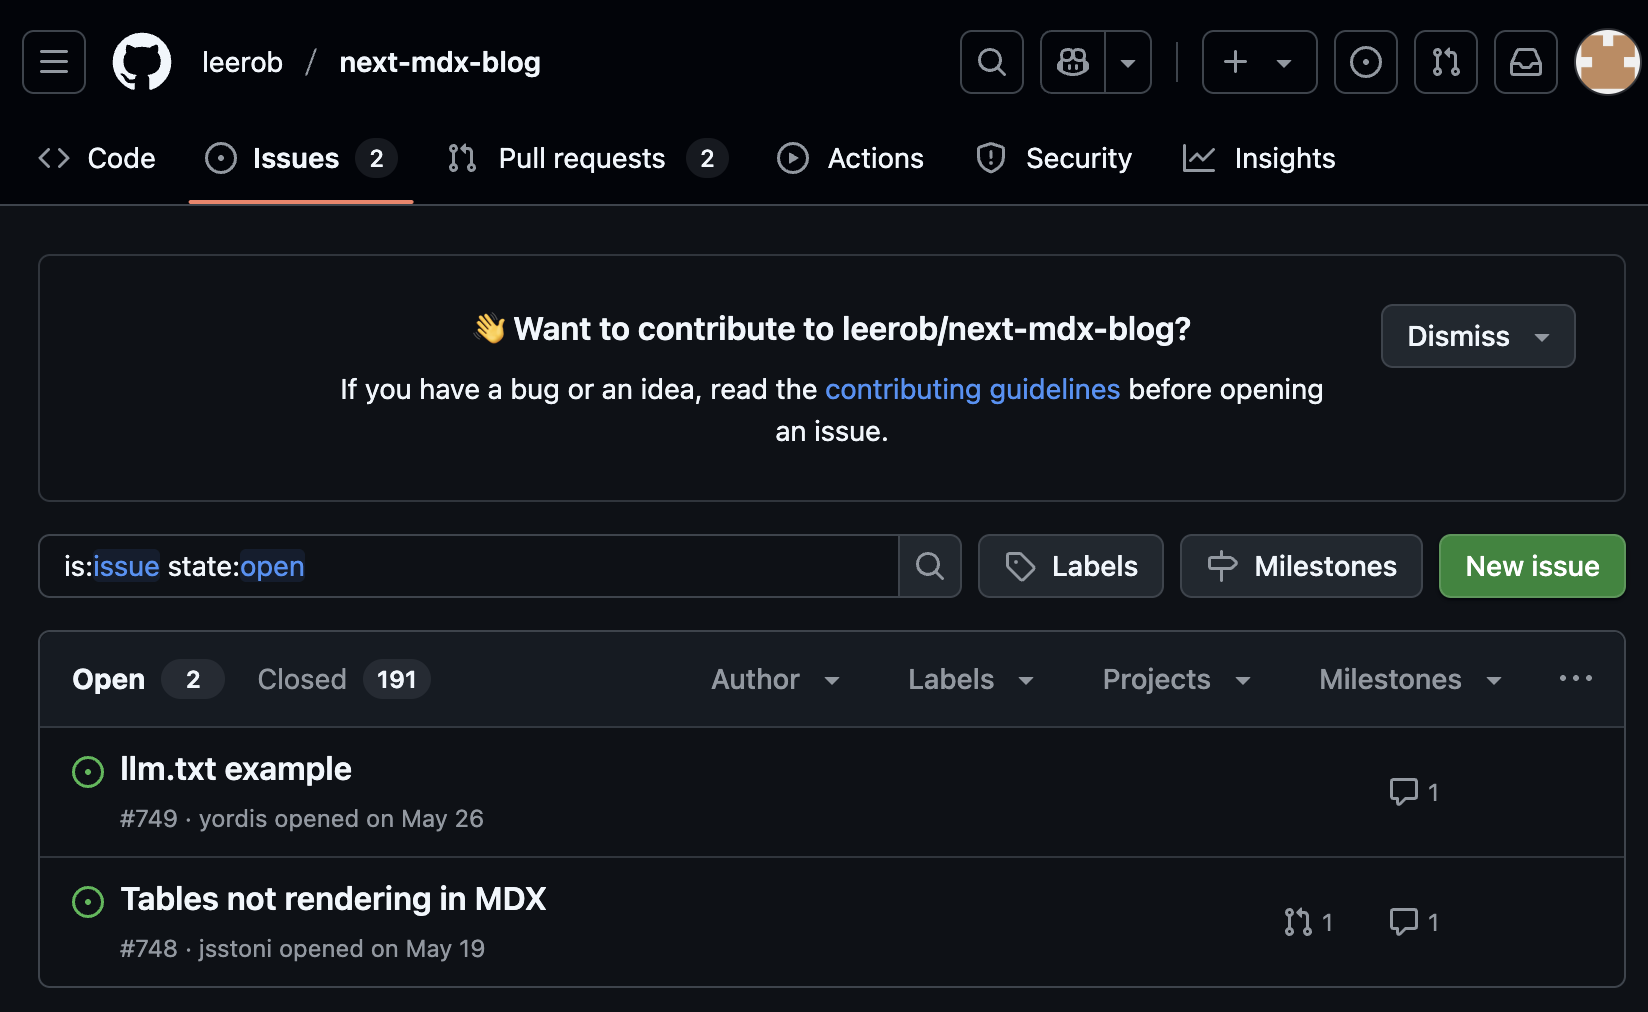 leerob / next-mdx-blog
Code Issues 2 Pull requests 2 Actions Security Insights
👋 Want to contribute to leerob/next-mdx-blog?
Dismiss
If you have a bug or an idea, read the contributing guidelines before opening
an issue.
is:issue state:open
Labels Milestones New issue
Open 2 Closed 191 Author Labels Projects Milestones
llm.txt example
1
#749 · yordis opened on May 26
Tables not rendering in MDX
1 1
#748 · jsstoni opened on May 19